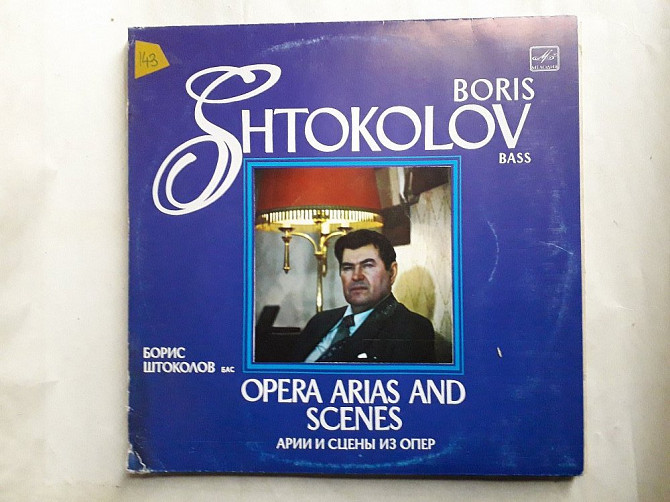 143
BORIS
SHTOKOLOV
BASS
БОРИС
ШТОКОЛОВ БАС
OPERA ARIAS AND
SCENES
АРИИ И СЦЕНЫ ИЗ ОПЕР